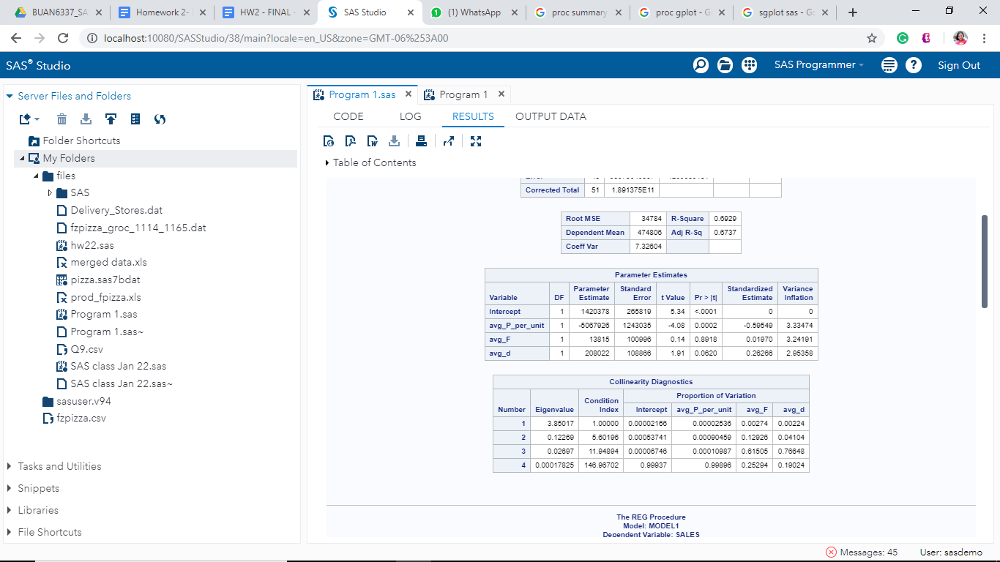 BUAN6337_SA
Homework 2-
HW2 - FINAL -
SAS Studio
(1) WhatsApp
proc summary
proc gplot - G
sgplot sas - Go
localhost:10080/SASStudio/38/main?locale=en_US&zone=GMT-06%253A00
SAS® Studio
SAS Programmer
Sign Out
Server Files and Folders
Folder Shortcuts
My Folders
files
SAS
Delivery_Stores.dat
fzpizza_groc_1114_1165.dat
hw22.sas
merged data.xls
pizza.sas7bdat
prod_fpizza.xls
Program 1.sas
Program 1.sas~
Q9.csv
SAS class Jan 22.sas
SAS class Jan 22.sas~
sasuser.v94
fzpizza.csv
Tasks and Utilities
Snippets
Libraries
File Shortcuts
Program 1.sas
Program 1
CODE LOG RESULTS OUTPUT DATA
Table of Contents
Corrected Total 51 1.891375E11
Root MSE 34784 R-Square 0.6929
Dependent Mean 474806 Adj R-Sq 0.6737
Coeff Var 7.32604
Parameter Estimates
Variable DF Parameter Estimate Standard Error t Value Pr > |t| Standardized Estimate Variance Inflation
Intercept 1 1420378 265819 5.34 <.0001 0 0
avg_P_per_unit 1 -5067926 1243035 -4.08 0.0002 -0.59549 3.33474
avg_F 1 13815 100996 0.14 0.8918 0.01970 3.24191
avg_d 1 208022 108866 1.91 0.0620 0.26266 2.95358
Collinearity Diagnostics
Number Eigenvalue Condition Index Proportion of Variation
Intercept avg_P_per_unit avg_F avg_d
1 3.85017 1.00000 0.00002166 0.00002536 0.00274 0.00224
2 0.12269 5.60196 0.00053741 0.00090459 0.12926 0.04104
3 0.02697 11.94894 0.00006746 0.00010987 0.61505 0.76648
4 0.00017825 146.96702 0.99937 0.99896 0.25294 0.19024
The REG Procedure
Model: MODEL1
Dependent Variable: SALES
Messages: 45
User: sasdemo